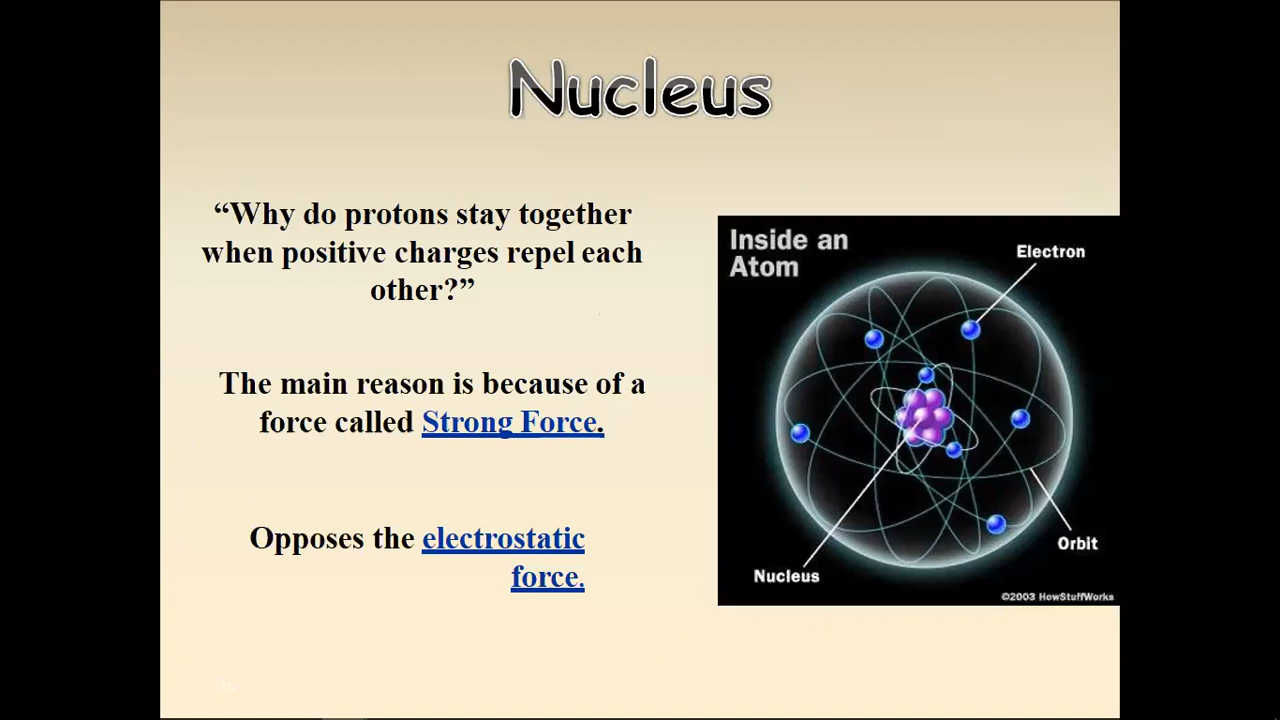 Nucleus
“Why do protons stay together
when positive charges repel each
other?”
The main reason is because of a
force called Strong Force.
Opposes the electrostatic
force.
Inside an
Atom
Electron
Orbit
Nucleus
©2003 HowStuffWorks
35